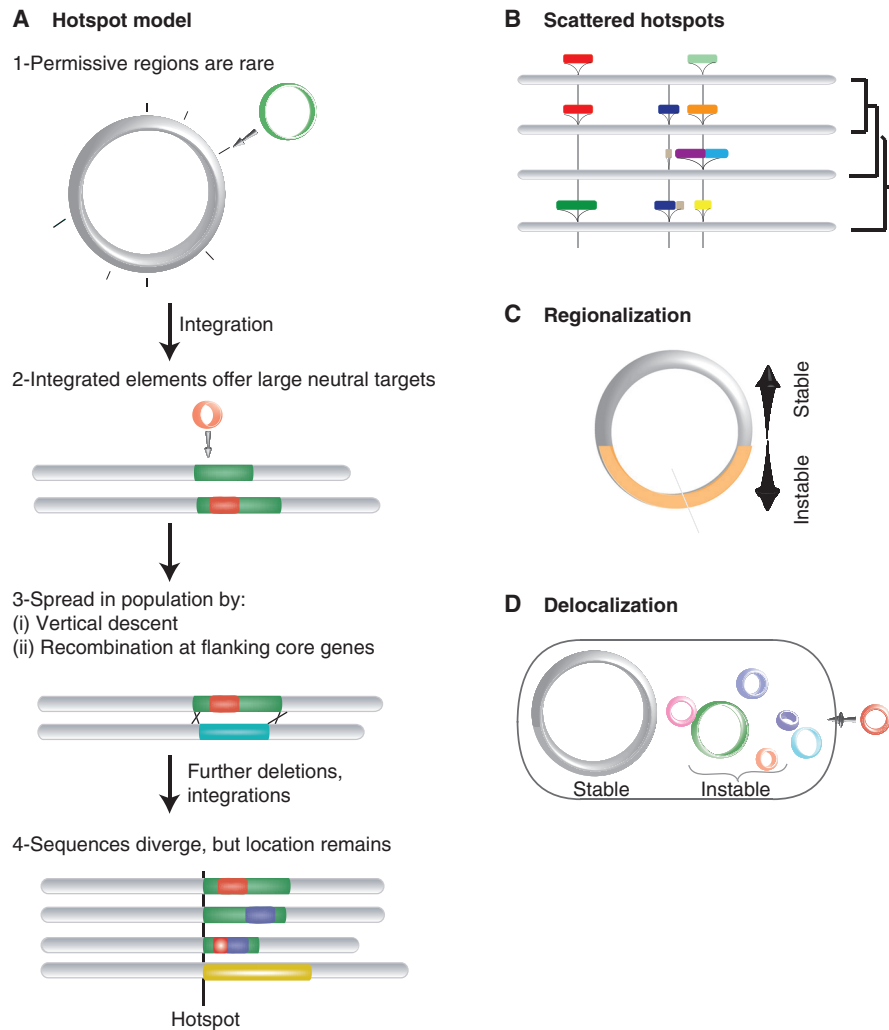 A Hotspot model
1-Permissive regions are rare
Integration
2-Integrated elements offer large neutral targets
3-Spread in population by:
(i) Vertical descent
(ii) Recombination at flanking core genes
Further deletions,
integrations
4-Sequences diverge, but location remains
Hotspot
B Scattered hotspots
C Regionalization
Stable
Instable
D Delocalization
Stable
Instable